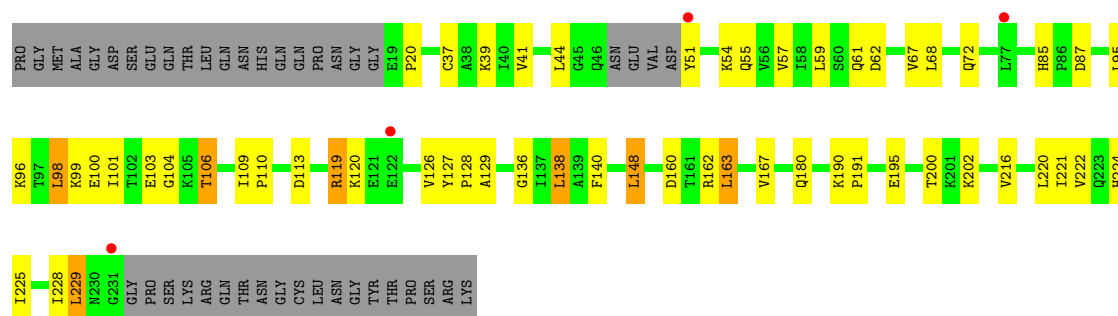 PRO GLY MET ALA GLY ASP SER GLU GLN THR LEU GLN ASN HIS GLN GLN PRO ASN GLY GLY E19 P20 C37 A38 K39 I40 V41 L44 G45 Q46 ASN GLU VAL ASP Y51 K54 Q55 V56 V57 I58 L59 S60 Q61 D62 V67 L68 Q72 L77 H85 P86 D87 L95
K96 T97 L98 K99 E100 I101 T102 E103 G104 K105 T106 I109 P110 D113 R119 K120 E121 E122 V126 Y127 P128 A129 G136 I137 L138 A139 F140 L148 D160 T161 R162 L163 V167 Q180 K190 P191 E195 T200 K201 K202 V216 L220 I221 V222 Q223 H224
I225 I228 L229 N230 G231 GLY PRO SER LYS ARG GLN THR ASN GLY CYS LEU ASN GLY TYR THR PRO SER ARG LYS